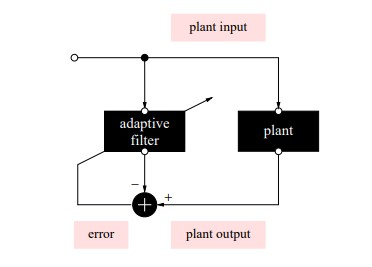 plant input
adaptive
filter
plant
−
+
+
error
plant output